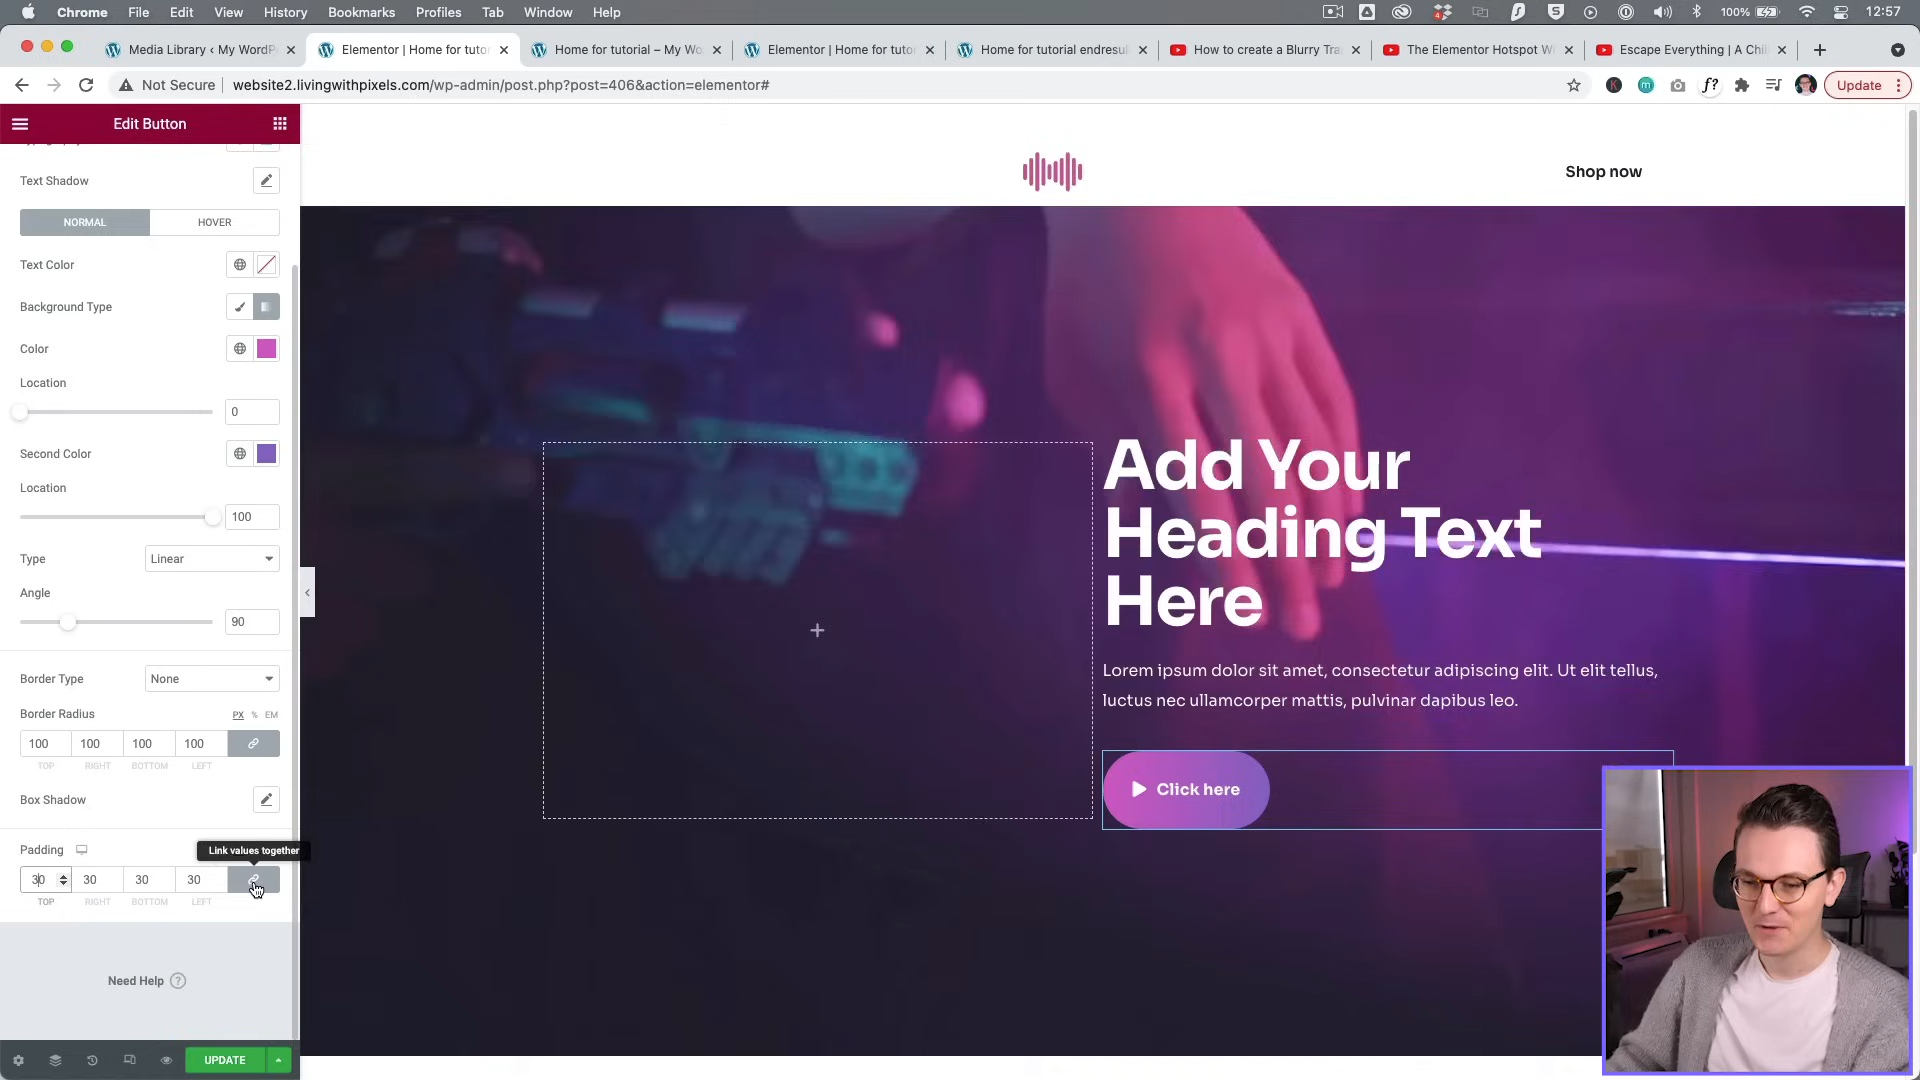 Chrome File Edit View History Bookmarks Profiles Tab Window Help
4
100%
12:57
Media Library ‹ My WordP
Elementor | Home for tutor
Home for tutorial – My Wo
Elementor | Home for tutor
Home for tutorial endresu
How to create a Blurry Tra
The Elementor Hotspot W
Escape Everything | A Chi
Not Secure
website2.livingwithpixels.com/wp-admin/post.php?post=406&action=elementor#
Update
Edit Button
Text Shadow
NORMAL
HOVER
Text Color
Background Type
Color
Location
0
Second Color
Location
100
Type
Linear
Angle
90
Border Type
None
Border Radius
PX % EM
100 100 100 100
TOP RIGHT BOTTOM LEFT
Box Shadow
Padding
Link values together
30 30 30 30
TOP RIGHT BOTTOM LEFT
Need Help ?
UPDATE
Shop now
Add Your
Heading Text
Here
Lorem ipsum dolor sit amet, consectetur adipiscing elit. Ut elit tellus,
luctus nec ullamcorper mattis, pulvinar dapibus leo.
Click here